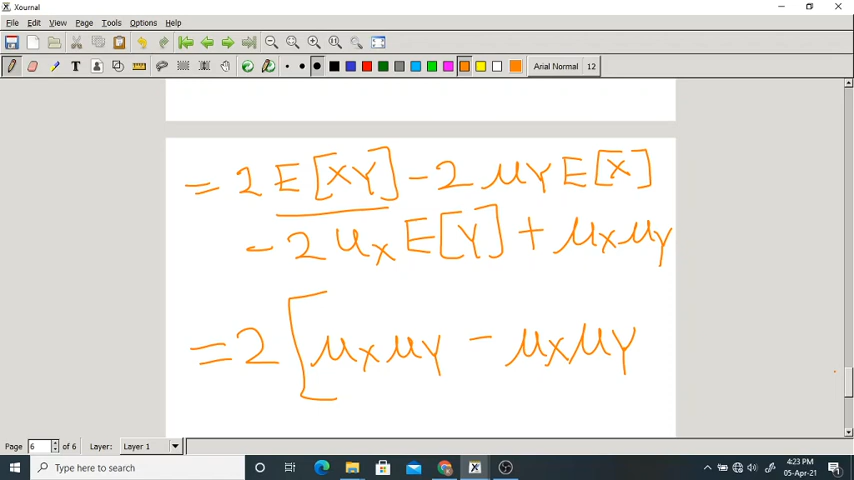 Xournal
File Edit View Page Tools Options Help
Arial Normal 12
= 2 E[XY] - 2 μY E[X]
- 2 μX E[Y] + μX μY
= 2 [ μX μY - μX μY
Page 6 of 6 Layer: Layer 1
Type here to search
4:23 PM
05-Apr-21